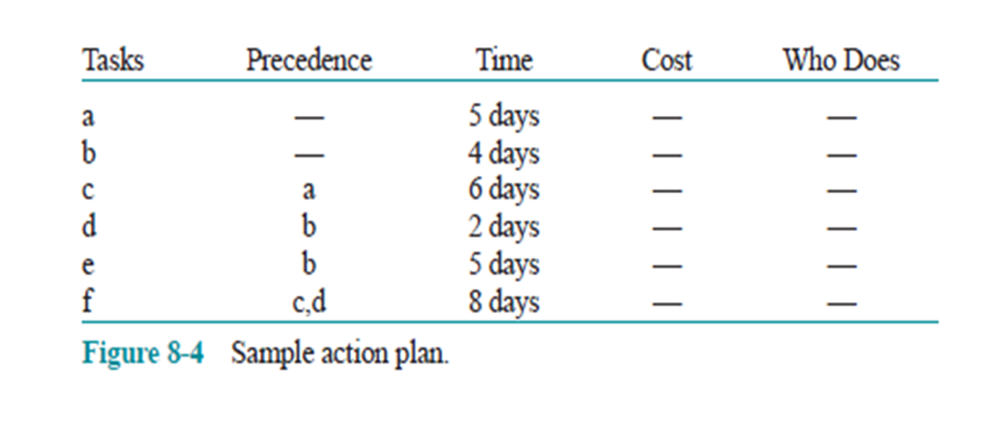 Tasks Precedence Time Cost Who Does
a — 5 days — —
b — 4 days — —
c a 6 days — —
d b 2 days — —
e b 5 days — —
f c,d 8 days — —
Figure 8-4 Sample action plan.